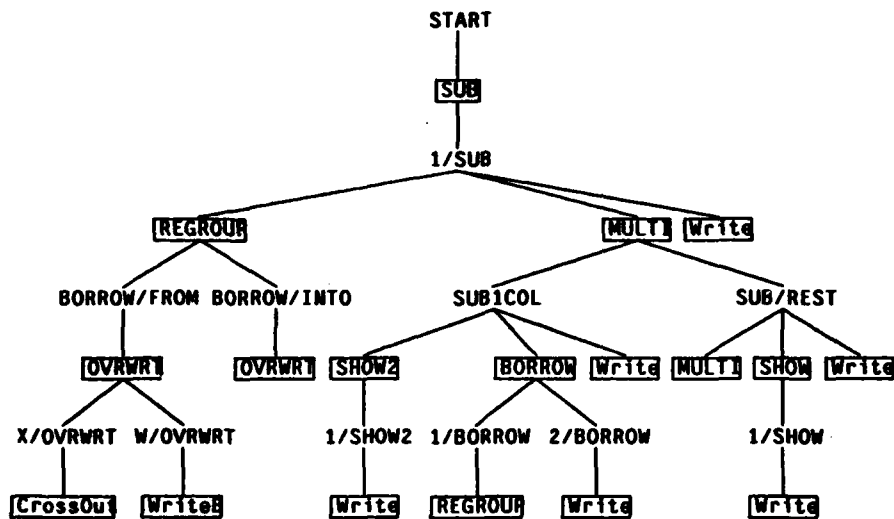 START
SUB
1/SUB
REGROUP MULTI Write
BORROW/FROM BORROW/INTO SUB1COL SUB/REST
OVRWRT OVRWRT SHOW2 BORROW Write MULTI SHOW Write
X/OVRWRT W/OVRWRT 1/SHOW2 1/BORROW 2/BORROW 1/SHOW
CrossOut WriteB Write REGROUP Write Write